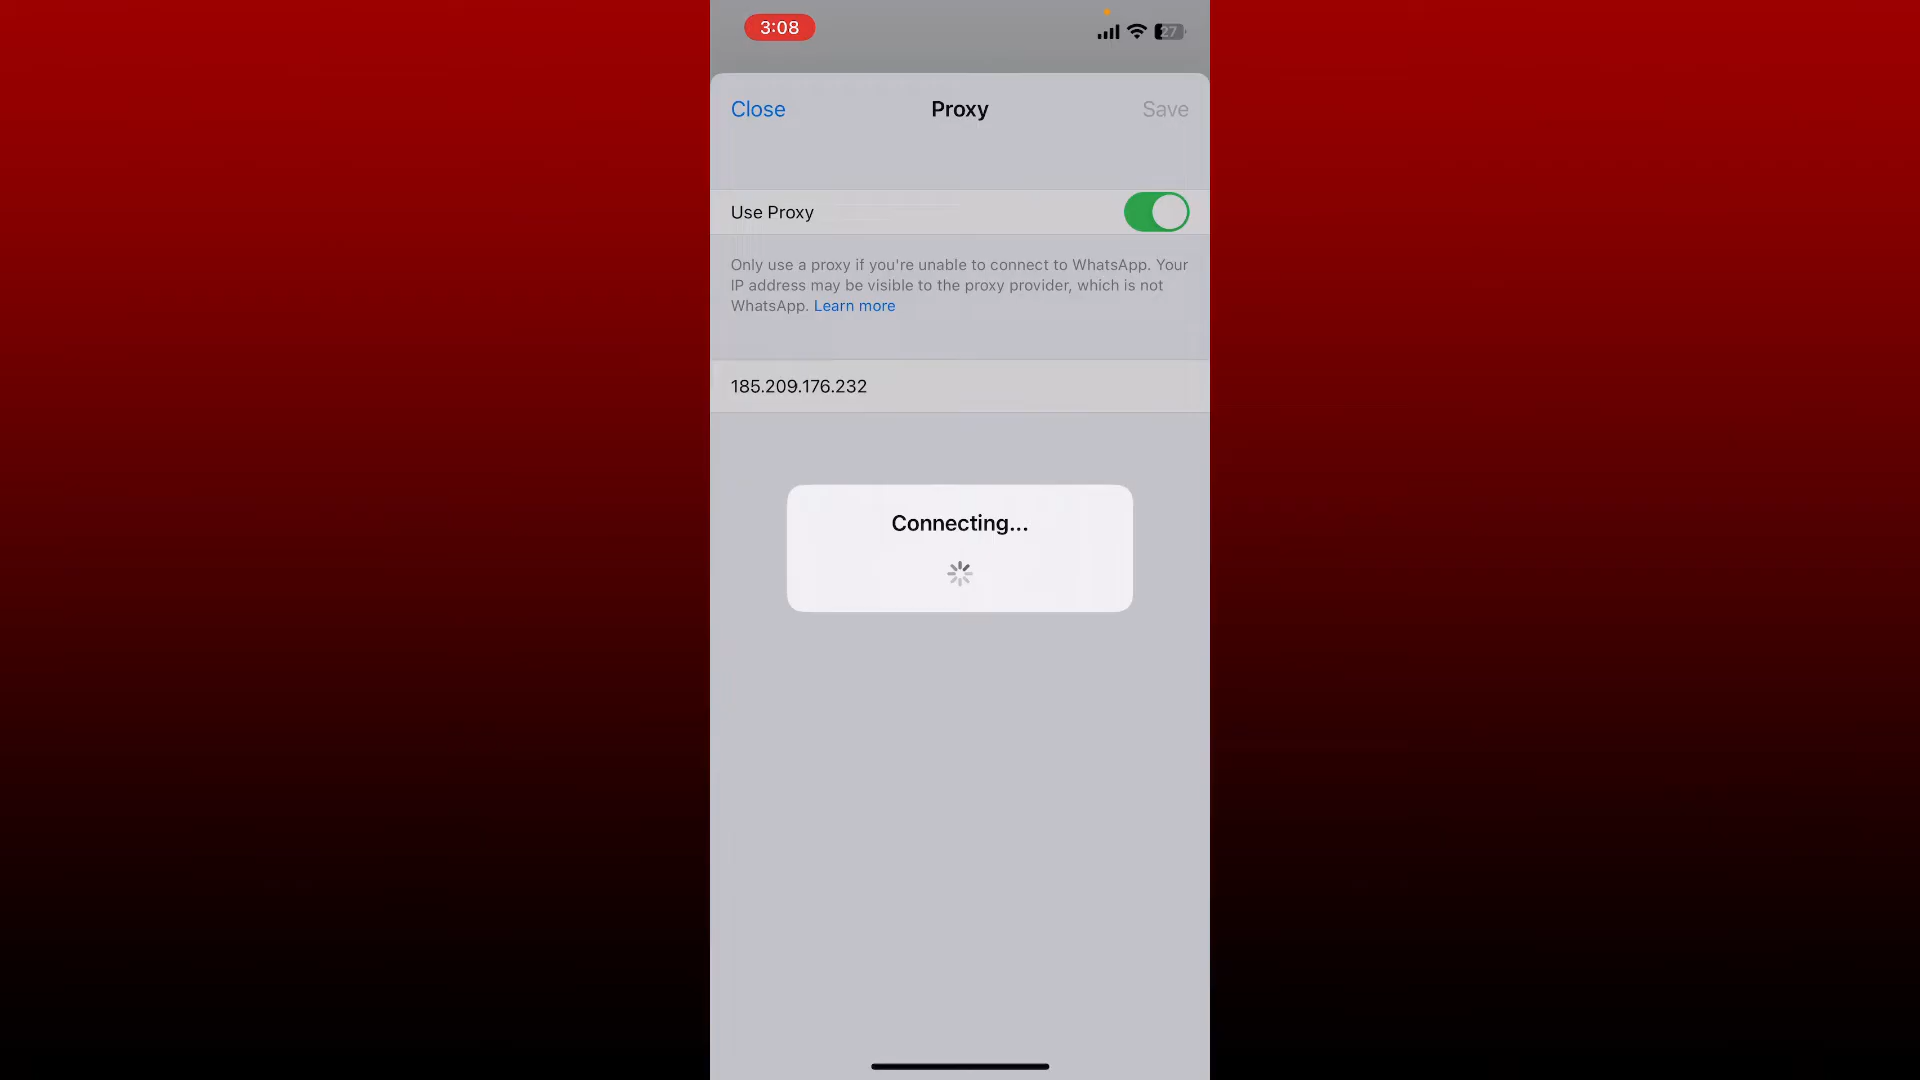 3:08
27
Close
Proxy
Save
Use Proxy
Only use a proxy if you're unable to connect to WhatsApp. Your
IP address may be visible to the proxy provider, which is not
WhatsApp. Learn more
185.209.176.232
Connecting...